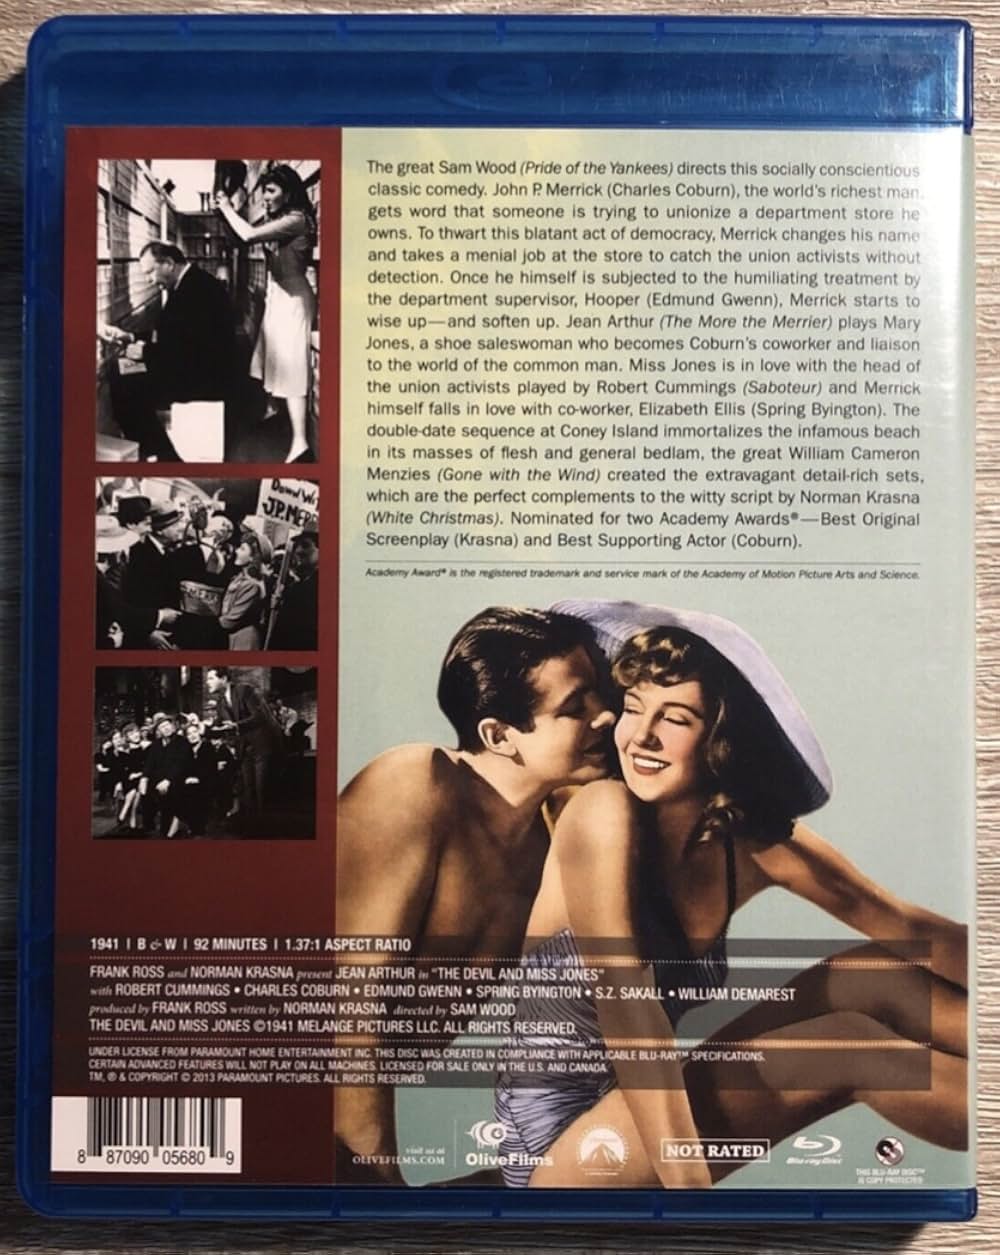 The great Sam Wood (Pride of the Yankees) directs this socially conscientious
classic comedy. John P. Merrick (Charles Coburn), the world's richest man,
gets word that someone is trying to unionize a department store he
owns. To thwart this blatant act of democracy, Merrick changes his name
and takes a menial job at the store to catch the union activists without
detection. Once he himself is subjected to the humiliating treatment by
the department supervisor, Hooper (Edmund Gwenn), Merrick starts to
wise up—and soften up. Jean Arthur (The More the Merrier) plays Mary
Jones, a shoe saleswoman who becomes Coburn's coworker and liaison
to the world of the common man. Miss Jones is in love with the head of
the union activists played by Robert Cummings (Saboteur) and Merrick
himself falls in love with co-worker, Elizabeth Ellis (Spring Byington). The
double-date sequence at Coney Island immortalizes the infamous beach
in its masses of flesh and general bedlam, the great William Cameron
Menzies (Gone with the Wind) created the extravagant detail-rich sets,
which are the perfect complements to the witty script by Norman Krasna
(White Christmas). Nominated for two Academy Awards®—Best Original
Screenplay (Krasna) and Best Supporting Actor (Coburn).
Academy Award® is the registered trademark and service mark of the Academy of Motion Picture Arts and Science.
Down Wi
J.P. MER
1941 | B & W | 92 MINUTES | 1.37:1 ASPECT RATIO
FRANK ROSS and NORMAN KRASNA present JEAN ARTHUR in "THE DEVIL AND MISS JONES"
with ROBERT CUMMINGS • CHARLES COBURN • EDMUND GWENN • SPRING BYINGTON • S.Z. SAKALL • WILLIAM DEMAREST
produced by FRANK ROSS written by NORMAN KRASNA directed by SAM WOOD
THE DEVIL AND MISS JONES ©1941 MELANGE PICTURES LLC. ALL RIGHTS RESERVED.
UNDER LICENSE FROM PARAMOUNT HOME ENTERTAINMENT INC. THIS DISC WAS CREATED IN COMPLIANCE WITH APPLICABLE BLU-RAY™ SPECIFICATIONS.
CERTAIN ADVANCED FEATURES WILL NOT PLAY ON ALL MACHINES. LICENSED FOR SALE ONLY IN THE U.S. AND CANADA
TM, ® & COPYRIGHT © 2013 PARAMOUNT PICTURES. ALL RIGHTS RESERVED.
8 87090 05680 9
visit us at
OLIVEFILMS.COM
OliveFilms
NOT RATED
Blu-ray Disc
THIS BLU-RAY DISC™
IS COPY PROTECTED